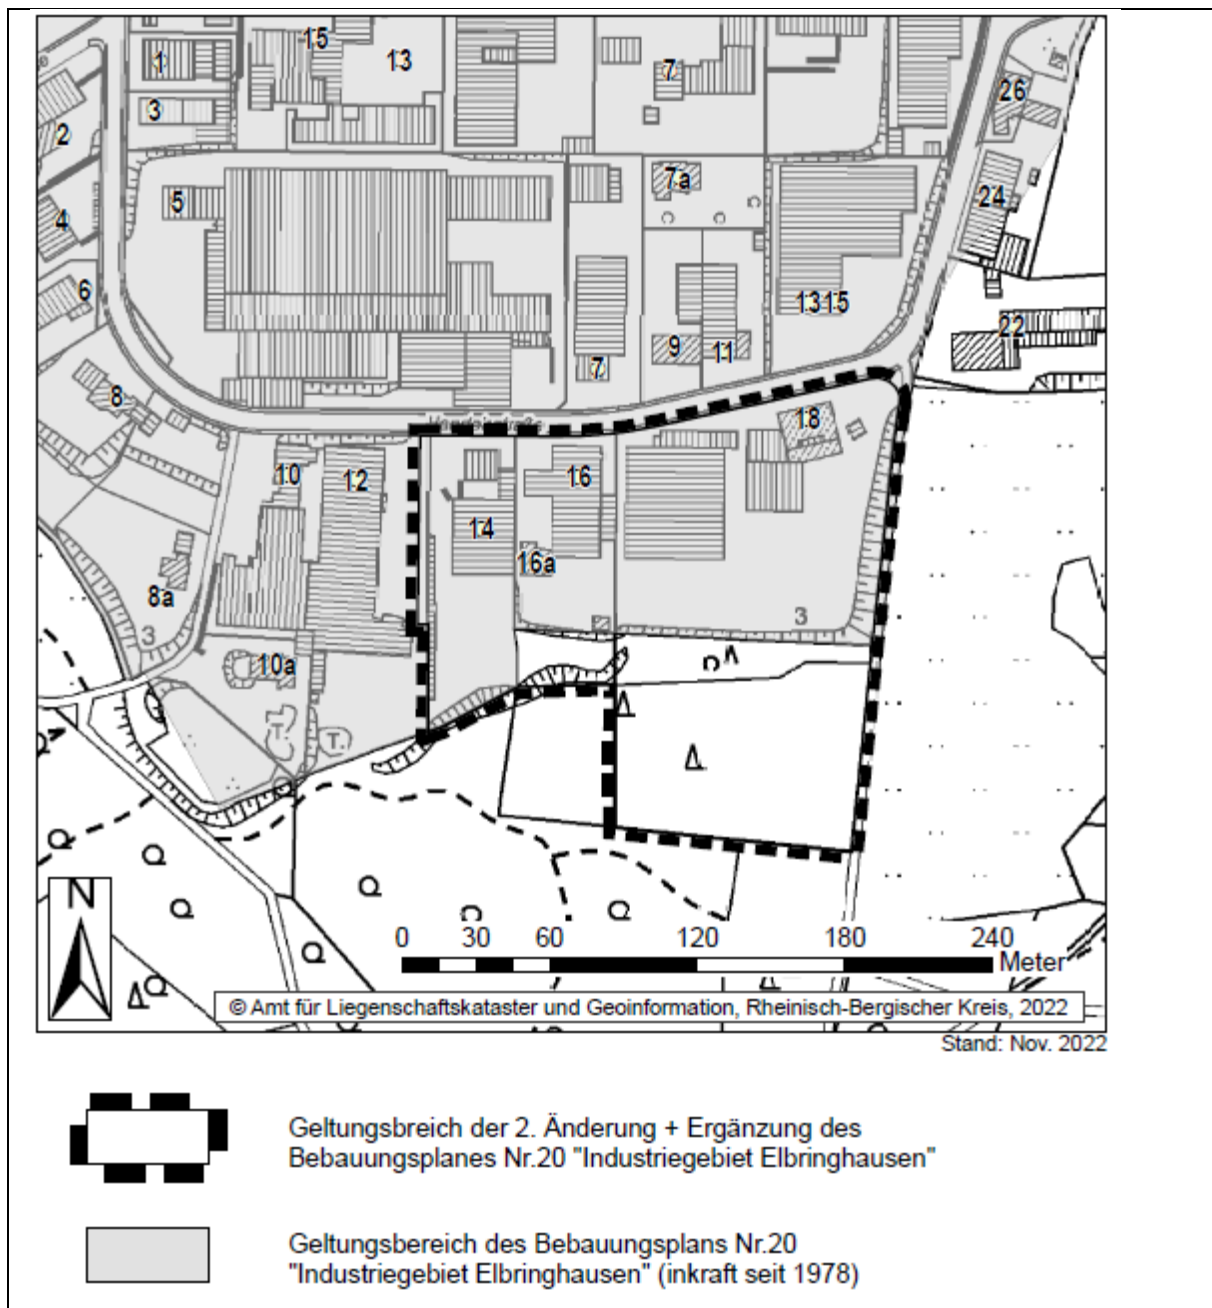 15
13
1
7
26
3
2
7a
24
5
4
6
1315
22
9
11
7
8
18
10
12
16
14
16a
8a
3
3
10a
T.
T.
N
0 30 60 120 180 240
Meter
© Amt für Liegenschaftskataster und Geoinformation, Rheinisch-Bergischer Kreis, 2022
Stand: Nov. 2022
Geltungsbreich der 2. Änderung + Ergänzung des
Bebauungsplanes Nr.20 "Industriegebiet Elbringhausen"
Geltungsbereich des Bebauungsplans Nr.20
"Industriegebiet Elbringhausen" (inkraft seit 1978)